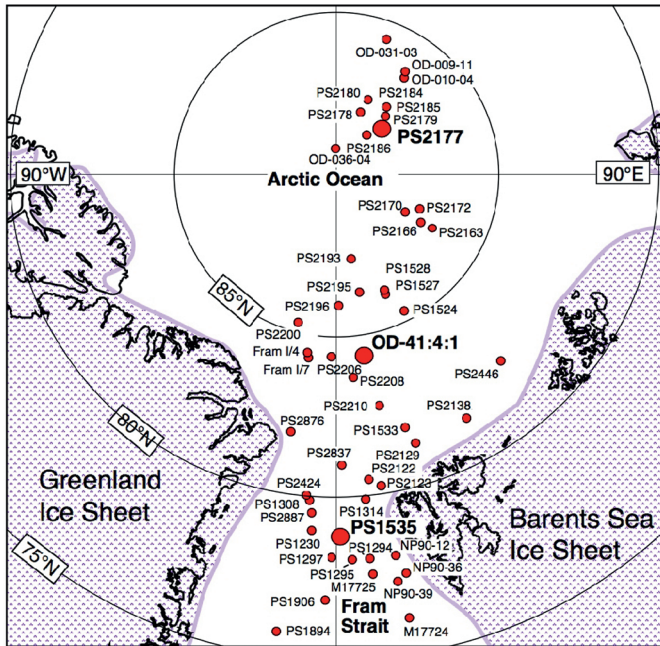 OD-031-03
OD-009-11
OD-010-04
PS2180
PS2184
PS2178
PS2185
PS2179
PS2177
PS2186
OD-036-04
90°W
Arctic Ocean
90°E
PS2170
PS2172
PS2166
PS2163
PS2193
PS1528
PS2195
PS1527
85°N
PS2196
PS1524
PS2200
OD-41:4:1
Fram I/4
Fram I/7
PS2206
PS2446
PS2208
PS2210
PS2138
80°N
PS2876
PS1533
PS2129
PS2837
PS2122
Greenland
Ice Sheet
PS2424
PS2123
PS1308
PS1314
PS2887
Barents Sea
Ice Sheet
PS1535
PS1230
PS1294
NP90-12
75°N
PS1297
PS1295
NP90-36
M17725
NP90-39
PS1906
Fram
Strait
PS1894
M17724